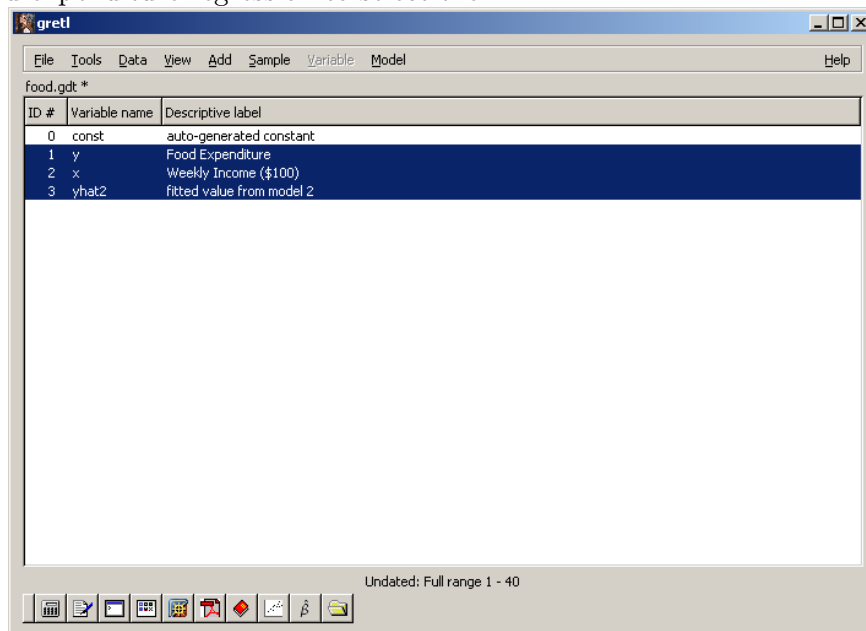 gretl
File Tools Data View Add Sample Variable Model Help
food.gdt *
ID # Variable name Descriptive label
0 const auto-generated constant
1 y Food Expenditure
2 x Weekly Income ($100)
3 yhat2 fitted value from model 2
Undated: Full range 1 - 40
β̂